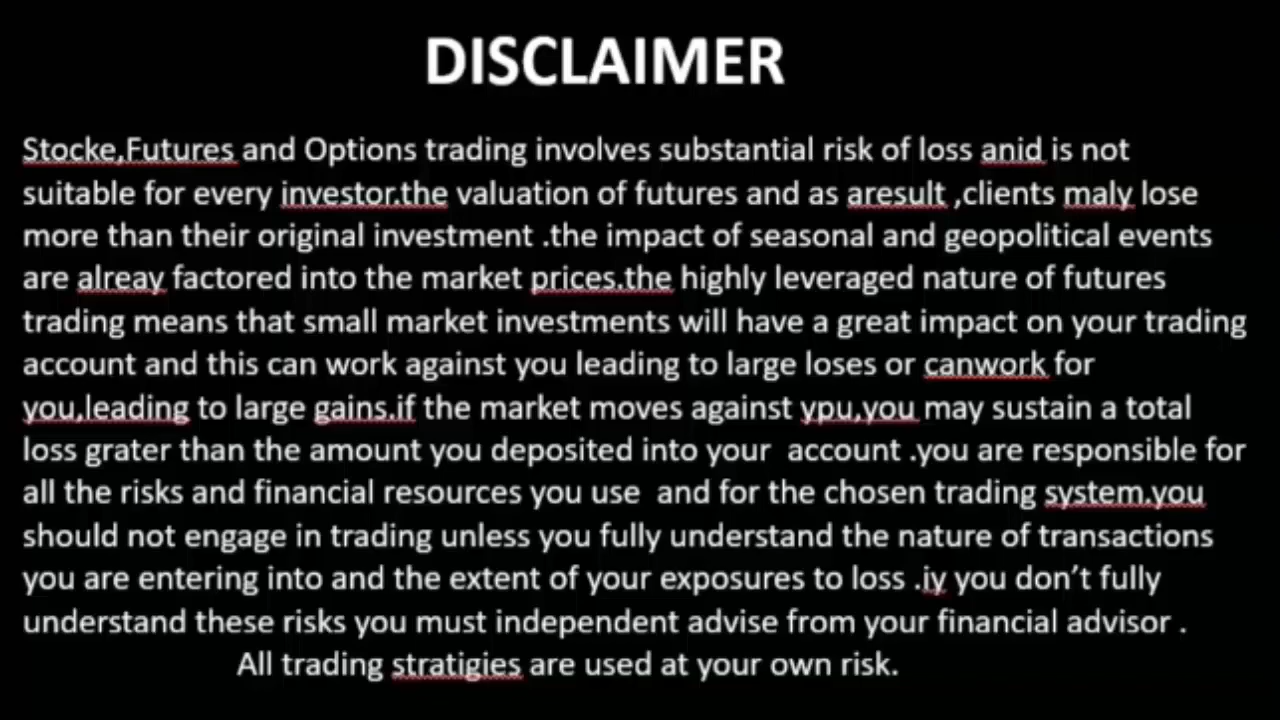 DISCLAIMER
Stocke,Futures and Options trading involves substantial risk of loss anid is not
suitable for every investor.the valuation of futures and as aresult ,clients maly lose
more than their original investment .the impact of seasonal and geopolitical events
are alreay factored into the market prices.the highly leveraged nature of futures
trading means that small market investments will have a great impact on your trading
account and this can work against you leading to large loses or canwork for
you,leading to large gains.if the market moves against ypu,you may sustain a total
loss grater than the amount you deposited into your  account .you are responsible for
all the risks and financial resources you use  and for the chosen trading system.you
should not engage in trading unless you fully understand the nature of transactions
you are entering into and the extent of your exposures to loss .iy you don’t fully
understand these risks you must independent advise from your financial advisor .
All trading stratigies are used at your own risk.